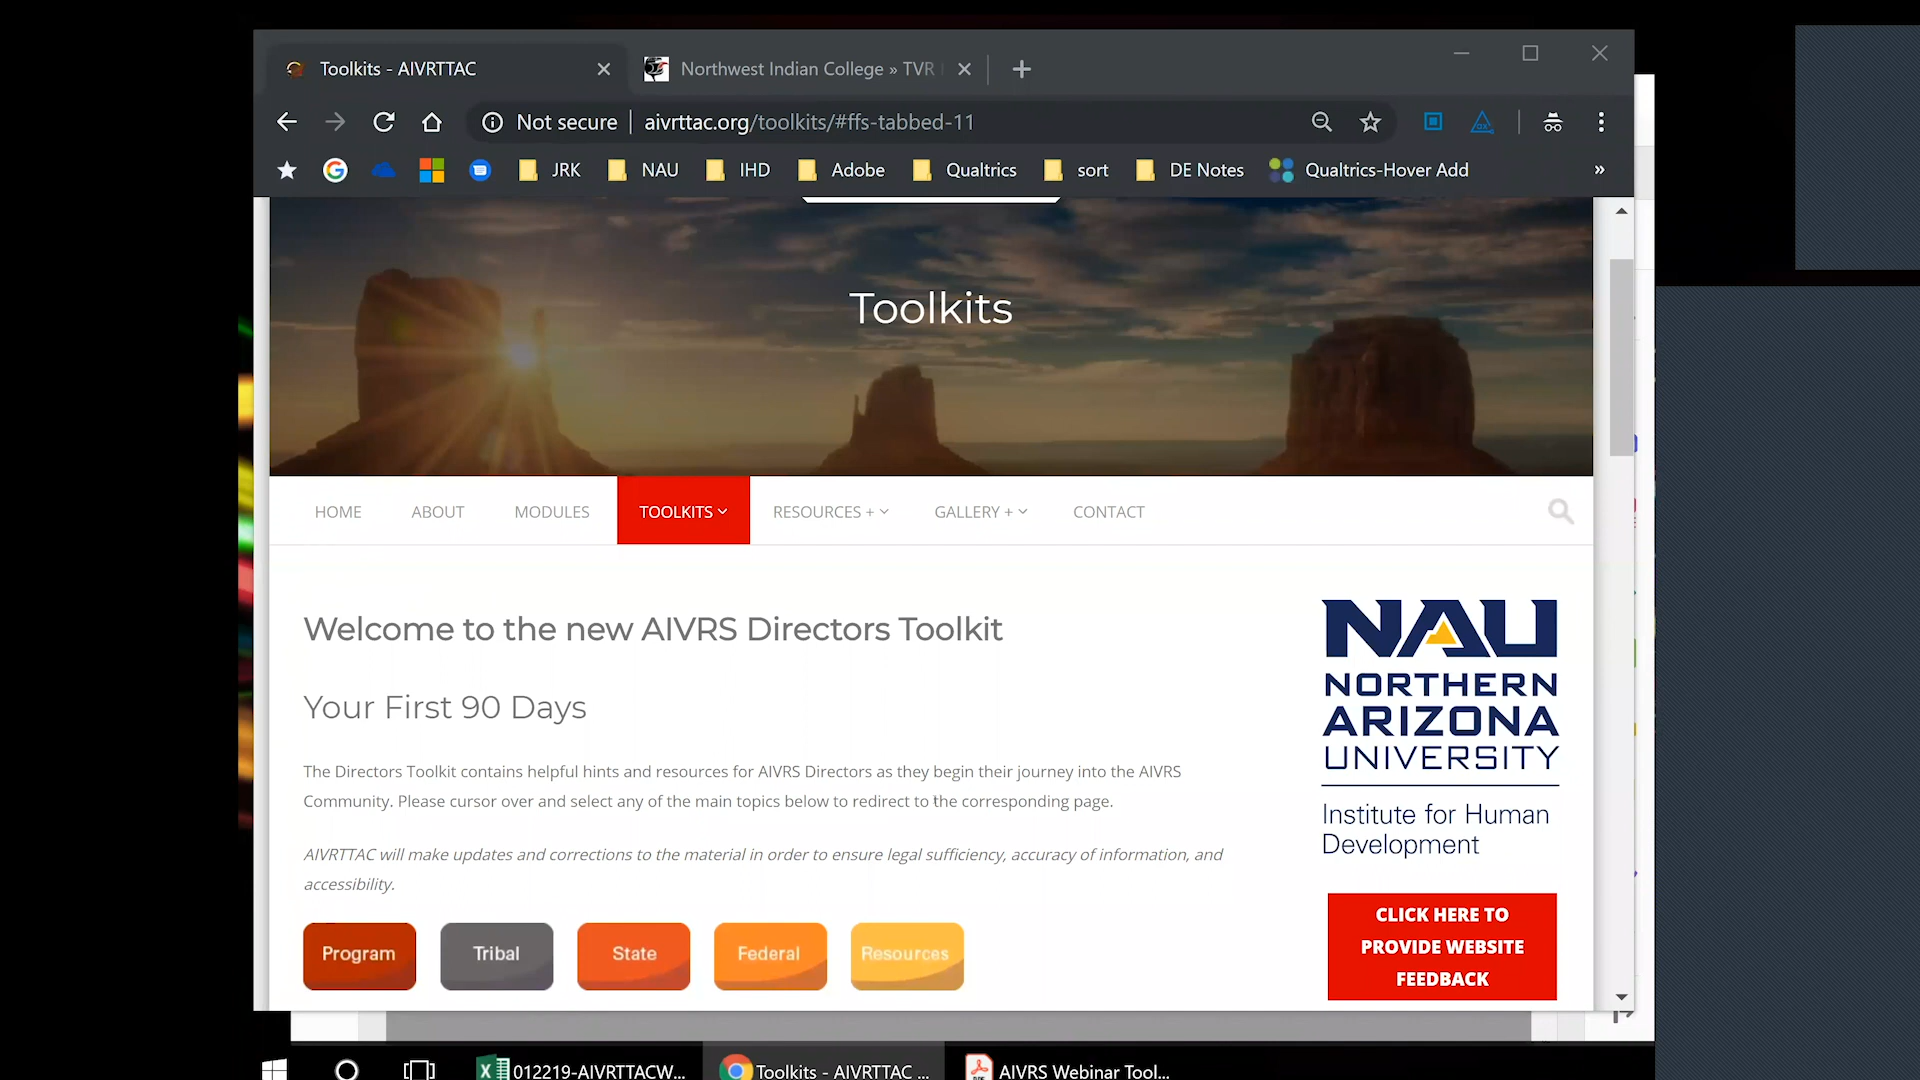 Toolkits - AIVRTTAC
Northwest Indian College » TVR
Not secure
aivrttac.org/toolkits/#ffs-tabbed-11
JRK
NAU
IHD
Adobe
Qualtrics
sort
DE Notes
Qualtrics-Hover Add
»
Toolkits
HOME
ABOUT
MODULES
TOOLKITS
RESOURCES +
GALLERY +
CONTACT
Welcome to the new AIVRS Directors Toolkit
Your First 90 Days
The Directors Toolkit contains helpful hints and resources for AIVRS Directors as they begin their journey into the AIVRS
Community. Please cursor over and select any of the main topics below to redirect to the corresponding page.
AIVRTTAC will make updates and corrections to the material in order to ensure legal sufficiency, accuracy of information, and
accessibility.
Program
Tribal
State
Federal
Resources
NAU
NORTHERN
ARIZONA
UNIVERSITY
Institute for Human
Development
CLICK HERE TO
PROVIDE WEBSITE
FEEDBACK
012219-AIVRTTACW...
Toolkits - AIVRTTAC ...
AIVRS Webinar Tool...